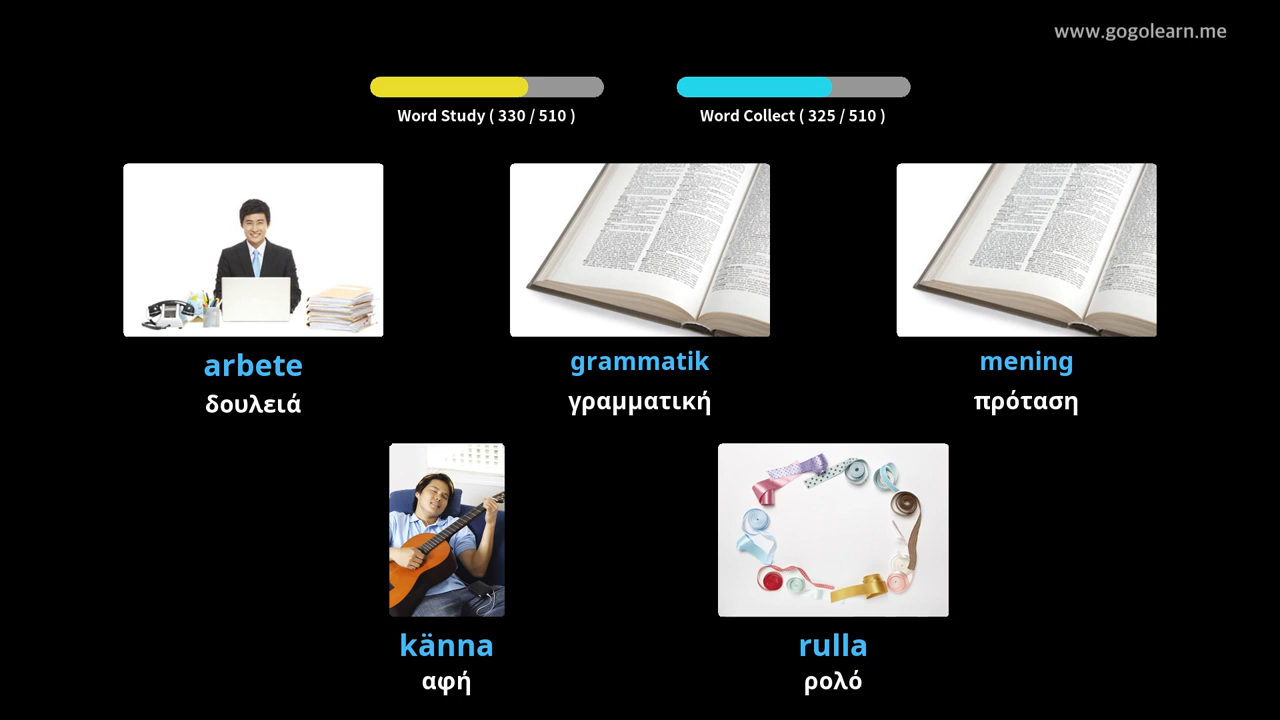 www.gogolearn.me
Word Study ( 330 / 510 )
Word Collect ( 325 / 510 )
arbete
δουλειά
grammatik
γραμματική
mening
πρόταση
känna
αφή
rulla
ρολό